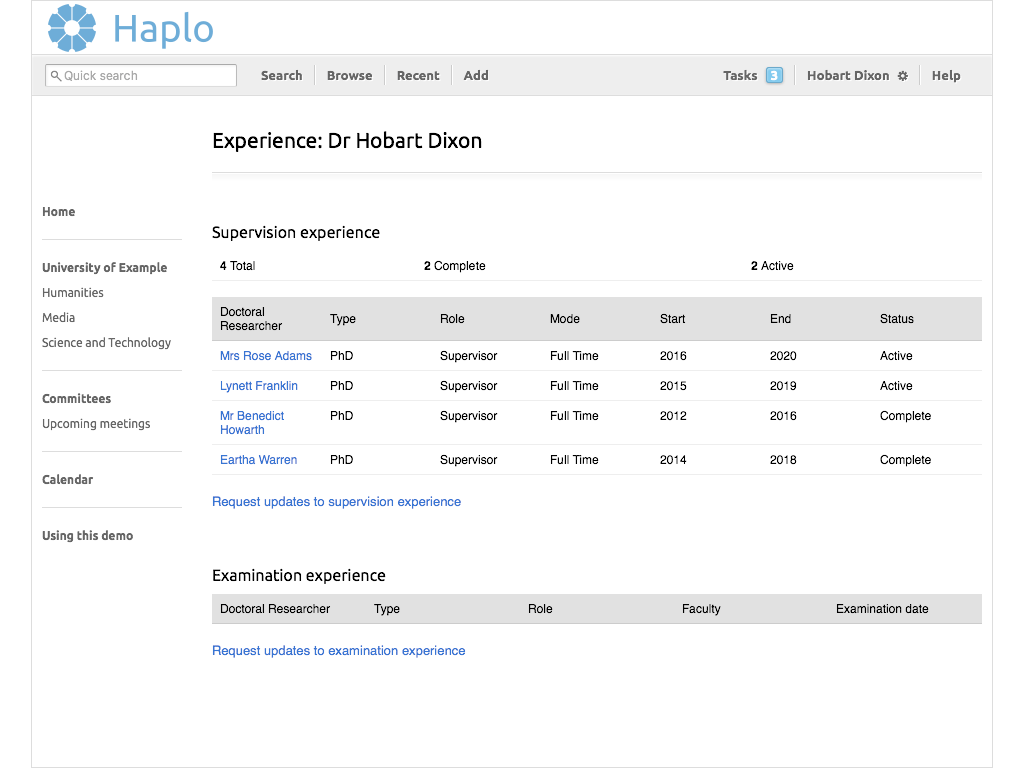 Haplo
Quick search Search Browse Recent Add Tasks 3 Hobart Dixon Help
Experience: Dr Hobart Dixon
Home
University of Example
Humanities
Media
Science and Technology
Committees
Upcoming meetings
Calendar
Using this demo
Supervision experience
4 Total 2 Complete 2 Active
Doctoral
Researcher Type Role Mode Start End Status
Mrs Rose Adams PhD Supervisor Full Time 2016 2020 Active
Lynett Franklin PhD Supervisor Full Time 2015 2019 Active
Mr Benedict PhD Supervisor Full Time 2012 2016 Complete
Howarth
Eartha Warren PhD Supervisor Full Time 2014 2018 Complete
Request updates to supervision experience
Examination experience
Doctoral Researcher Type Role Faculty Examination date
Request updates to examination experience